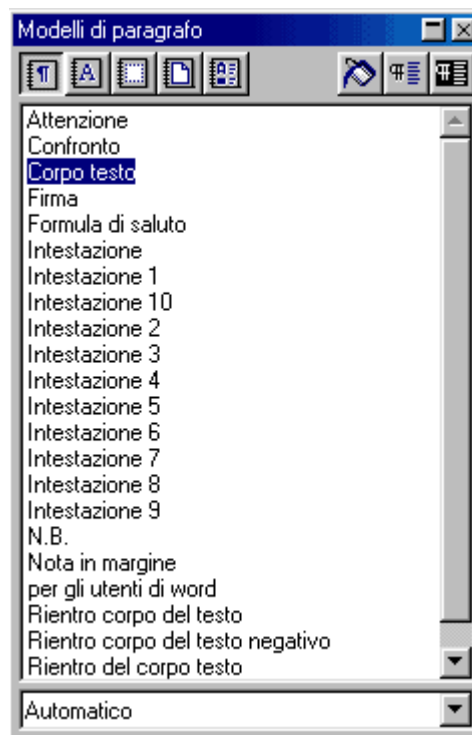 Modelli di paragrafo
Attenzione
Confronto
Corpo testo
Firma
Formula di saluto
Intestazione
Intestazione 1
Intestazione 10
Intestazione 2
Intestazione 3
Intestazione 4
Intestazione 5
Intestazione 6
Intestazione 7
Intestazione 8
Intestazione 9
N.B.
Nota in margine
per gli utenti di word
Rientro corpo del testo
Rientro corpo del testo negativo
Rientro del corpo testo
Automatico